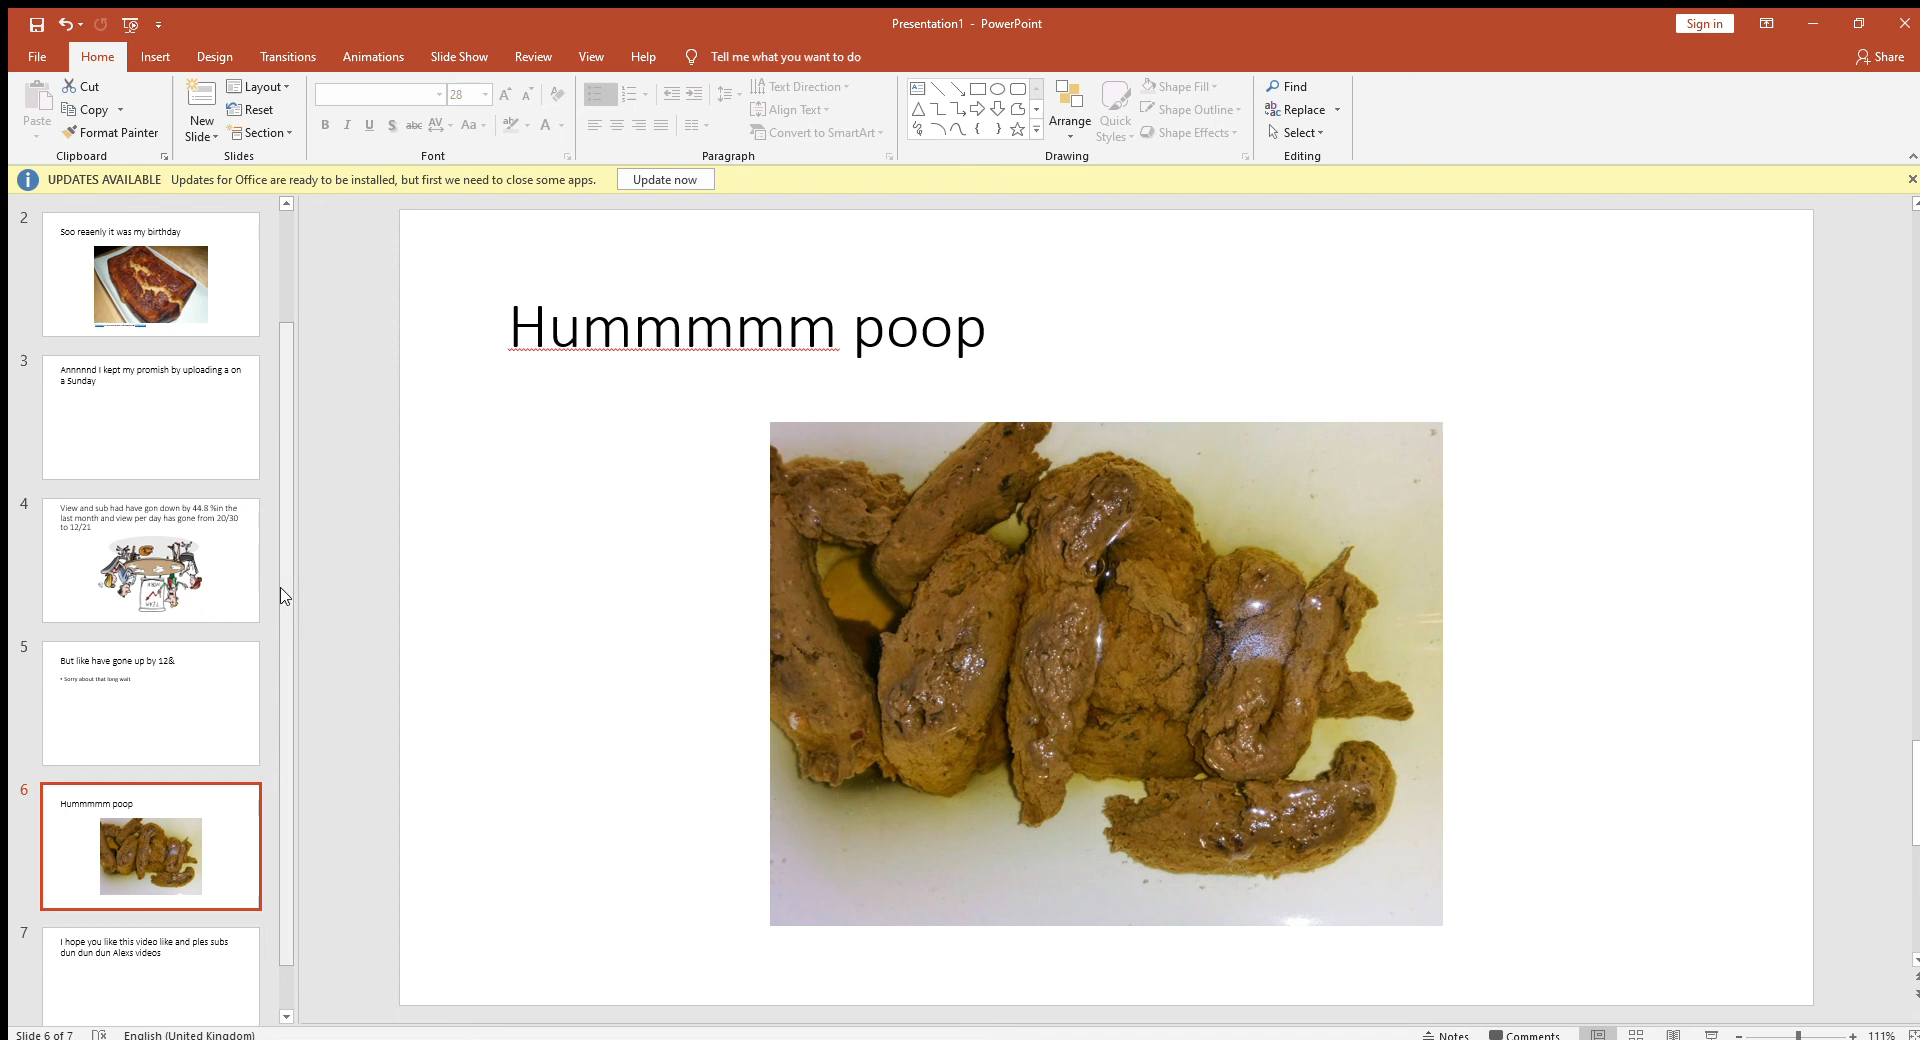 Presentation1 - PowerPoint
Sign in
File Home Insert Design Transitions Animations Slide Show Review View Help Tell me what you want to do
Share
Paste
Cut
Copy
Format Painter
Clipboard
New
Slide
Layout
Reset
Section
Slides
28
Aa
B I U S abc AV Aa A
Font
Text Direction
Align Text
Convert to SmartArt
Paragraph
Arrange
Quick
Styles
Shape Fill
Shape Outline
Shape Effects
Drawing
Find
Replace
Select
Editing
UPDATES AVAILABLE Updates for Office are ready to be installed, but first we need to close some apps. Update now
2
Soo reaenly it was my birthday
3
Annnnnd I kept my promish by uploading a on
a Sunday
4
View and sub had have gon down by 44.8 %in the
last month and view per day has gone from 20/30
to 12/21
5
But like have gone up by 12&
• Sorry about that long wait
6
Hummmmm poop
7
I hope you like this video like and ples subs
dun dun dun Alexs videos
Hummmmm poop
Slide 6 of 7 English (United Kingdom)
Notes Comments 111%